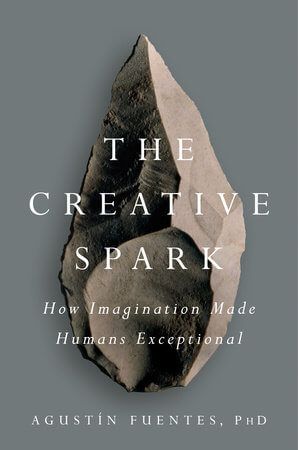 THE
CREATIVE
SPARK
How Imagination Made
Humans Exceptional
AGUSTÍN FUENTES, PhD